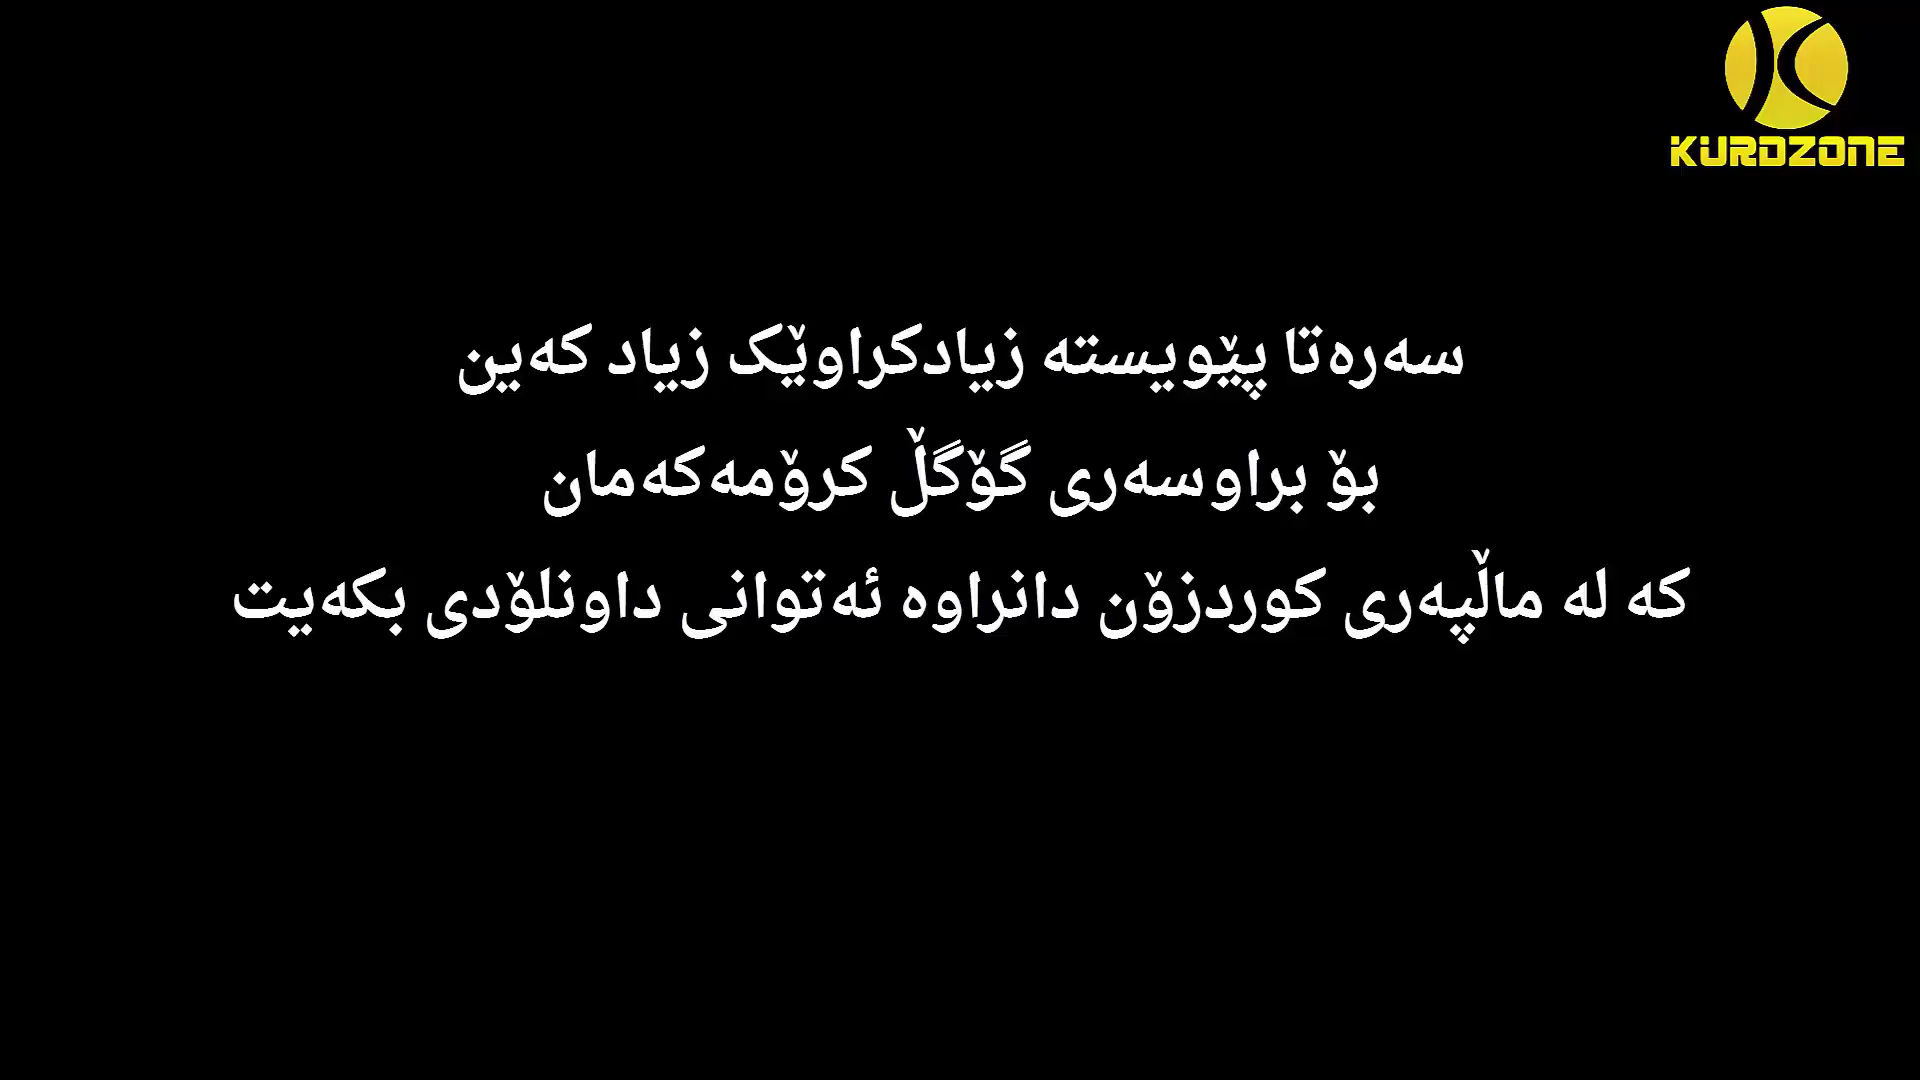 KURDZONE
سەرەتا پێویستە زیادکراوێک زیاد کەین
بۆ براوسەری گۆگڵ کرۆمەکەمان
کە لە ماڵپەری کوردزۆن دانراوە ئەتوانی داونلۆدی بکەیت